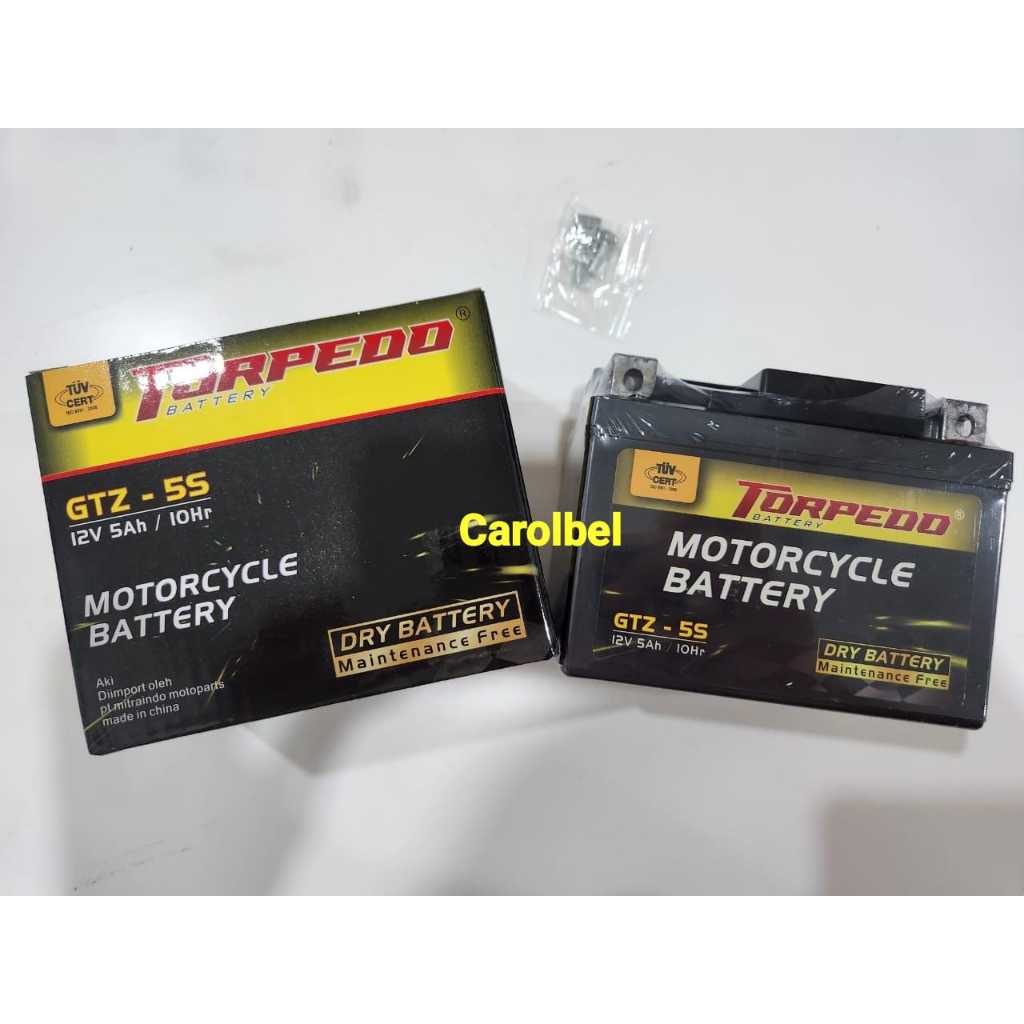 TÜV
CERT
TORPEDO®
BATTERY
GTZ - 5S
12V 5Ah / 10Hr
MOTORCYCLE
BATTERY
DRY BATTERY
Maintenance Free
Aki
Diimport oleh
pt mitraindo motoparts
made in china
Carolbel
TÜV
CERT
TORPEDO®
BATTERY
MOTORCYCLE
BATTERY
GTZ - 5S
12V 5Ah / 10Hr
DRY BATTERY
Maintenance Free